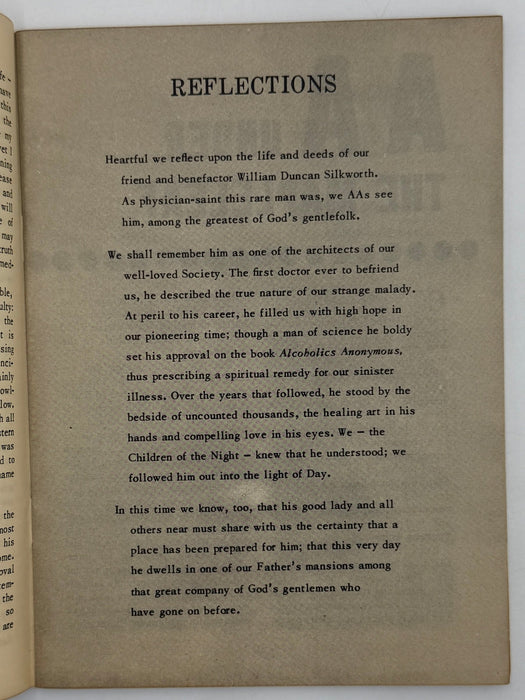 REFLECTIONS
Heartful we reflect upon the life and deeds of our
friend and benefactor William Duncan Silkworth.
As physician-saint this rare man was, we AAs see
him, among the greatest of God's gentlefolk.
We shall remember him as one of the architects of our
well-loved Society. The first doctor ever to befriend
us, he described the true nature of our strange malady.
At peril to his career, he filled us with high hope in
our pioneering time; though a man of science he boldy
set his approval on the book Alcoholics Anonymous,
thus prescribing a spiritual remedy for our sinister
illness. Over the years that followed, he stood by the
bedside of uncounted thousands, the healing art in his
hands and compelling love in his eyes. We – the
Children of the Night – knew that he understood; we
followed him out into the light of Day.
In this time we know, too, that his good lady and all
others near must share with us the certainty that a
place has been prepared for him; that this very day
he dwells in one of our Father's mansions among
that great company of God's gentlemen who
have gone on before.